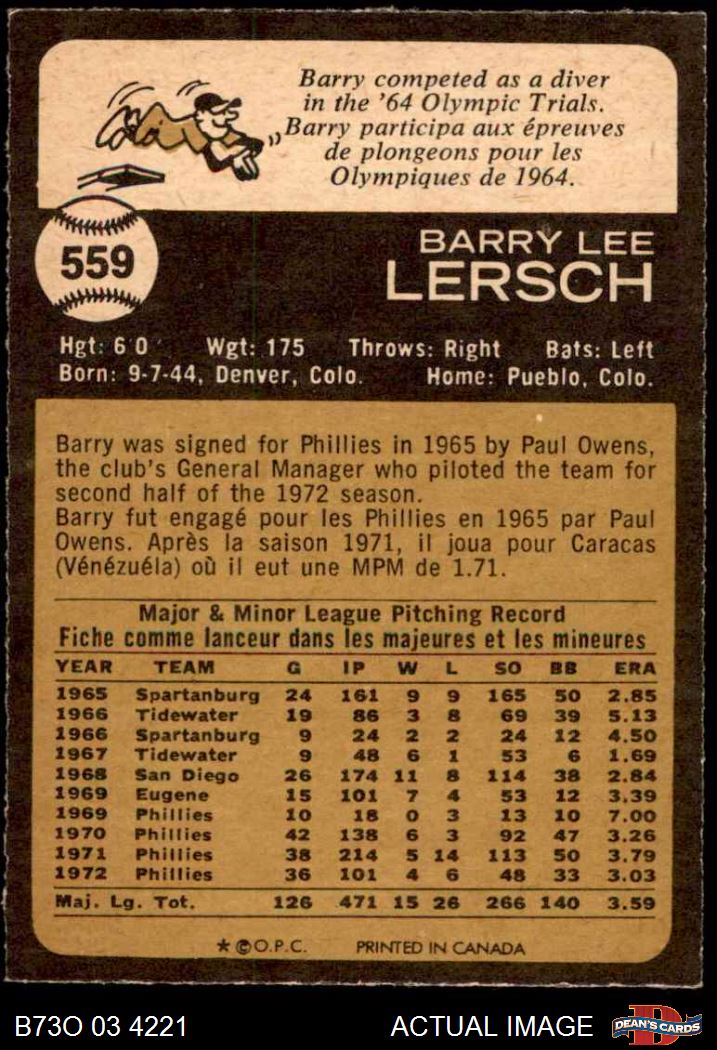 Barry competed as a diver
in the '64 Olympic Trials.
Barry participa aux épreuves
de plongeons pour les
Olympiques de 1964.
559
BARRY LEE
LERSCH
Hgt: 6 0 Wgt: 175 Throws: Right Bats: Left
Born: 9-7-44, Denver, Colo. Home: Pueblo, Colo.
Barry was signed for Phillies in 1965 by Paul Owens,
the club's General Manager who piloted the team for
second half of the 1972 season.
Barry fut engagé pour les Phillies en 1965 par Paul
Owens. Après la saison 1971, il joua pour Caracas
(Vénézuéla) où il eut une MPM de 1.71.
Major & Minor League Pitching Record
Fiche comme lanceur dans les majeures et les mineures
YEAR TEAM G IP W L SO BB ERA
1965 Spartanburg 24 161 9 9 165 50 2.85
1966 Tidewater 19 86 3 8 69 39 5.13
1966 Spartanburg 9 24 2 2 24 12 4.50
1967 Tidewater 9 48 6 1 53 6 1.69
1968 San Diego 26 174 11 8 114 38 2.84
1969 Eugene 15 101 7 4 53 12 3.39
1969 Phillies 10 18 0 3 13 10 7.00
1970 Phillies 42 138 6 3 92 47 3.26
1971 Phillies 38 214 5 14 113 50 3.79
1972 Phillies 36 101 4 6 48 33 3.03
Maj. Lg. Tot. 126 471 15 26 266 140 3.59
★ © O.P.C. PRINTED IN CANADA
B73O 03 4221 ACTUAL IMAGE DEAN'S CARDS